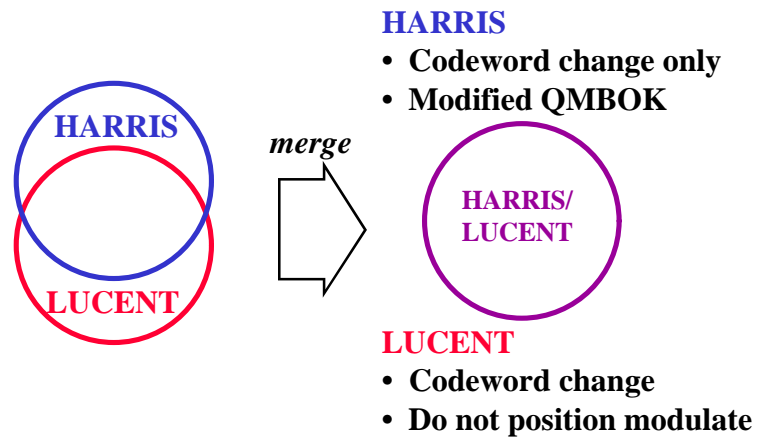 HARRIS
LUCENT
merge
HARRIS
• Codeword change only
• Modified QMBOK
HARRIS/
LUCENT
LUCENT
• Codeword change
• Do not position modulate